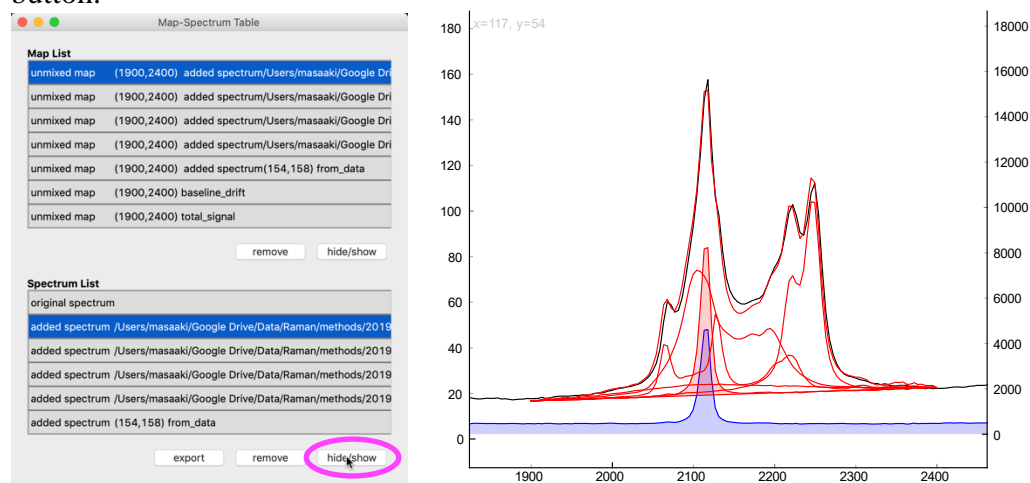 button.
Map-Spectrum Table
Map List
unmixed map (1900,2400) added spectrum/Users/masaaki/Google Dri
unmixed map (1900,2400) added spectrum/Users/masaaki/Google Dri
unmixed map (1900,2400) added spectrum/Users/masaaki/Google Dri
unmixed map (1900,2400) added spectrum/Users/masaaki/Google Dri
unmixed map (1900,2400) added spectrum(154,158) from_data
unmixed map (1900,2400) baseline_drift
unmixed map (1900,2400) total_signal
remove hide/show
Spectrum List
original spectrum
added spectrum /Users/masaaki/Google Drive/Data/Raman/methods/2019
added spectrum /Users/masaaki/Google Drive/Data/Raman/methods/2019
added spectrum /Users/masaaki/Google Drive/Data/Raman/methods/2019
added spectrum /Users/masaaki/Google Drive/Data/Raman/methods/2019
added spectrum (154,158) from_data
export remove hide/show
x=117, y=54
180
160
140
120
100
80
60
40
20
0
18000
16000
14000
12000
10000
8000
6000
4000
2000
0
1900 2000 2100 2200 2300 2400